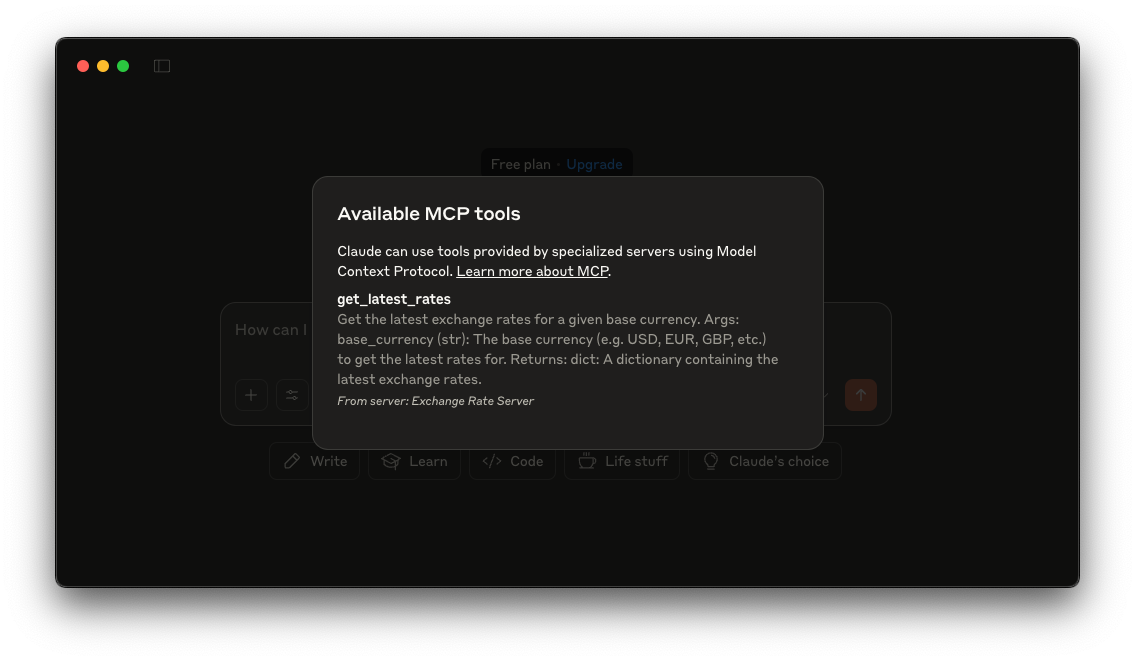 Free plan · Upgrade
Available MCP tools
Claude can use tools provided by specialized servers using Model
Context Protocol. Learn more about MCP.
get_latest_rates
Get the latest exchange rates for a given base currency. Args:
base_currency (str): The base currency (e.g. USD, EUR, GBP, etc.)
to get the latest rates for. Returns: dict: A dictionary containing the
latest exchange rates.
From server: Exchange Rate Server
How can I
Write
Learn
</> Code
Life stuff
Claude's choice